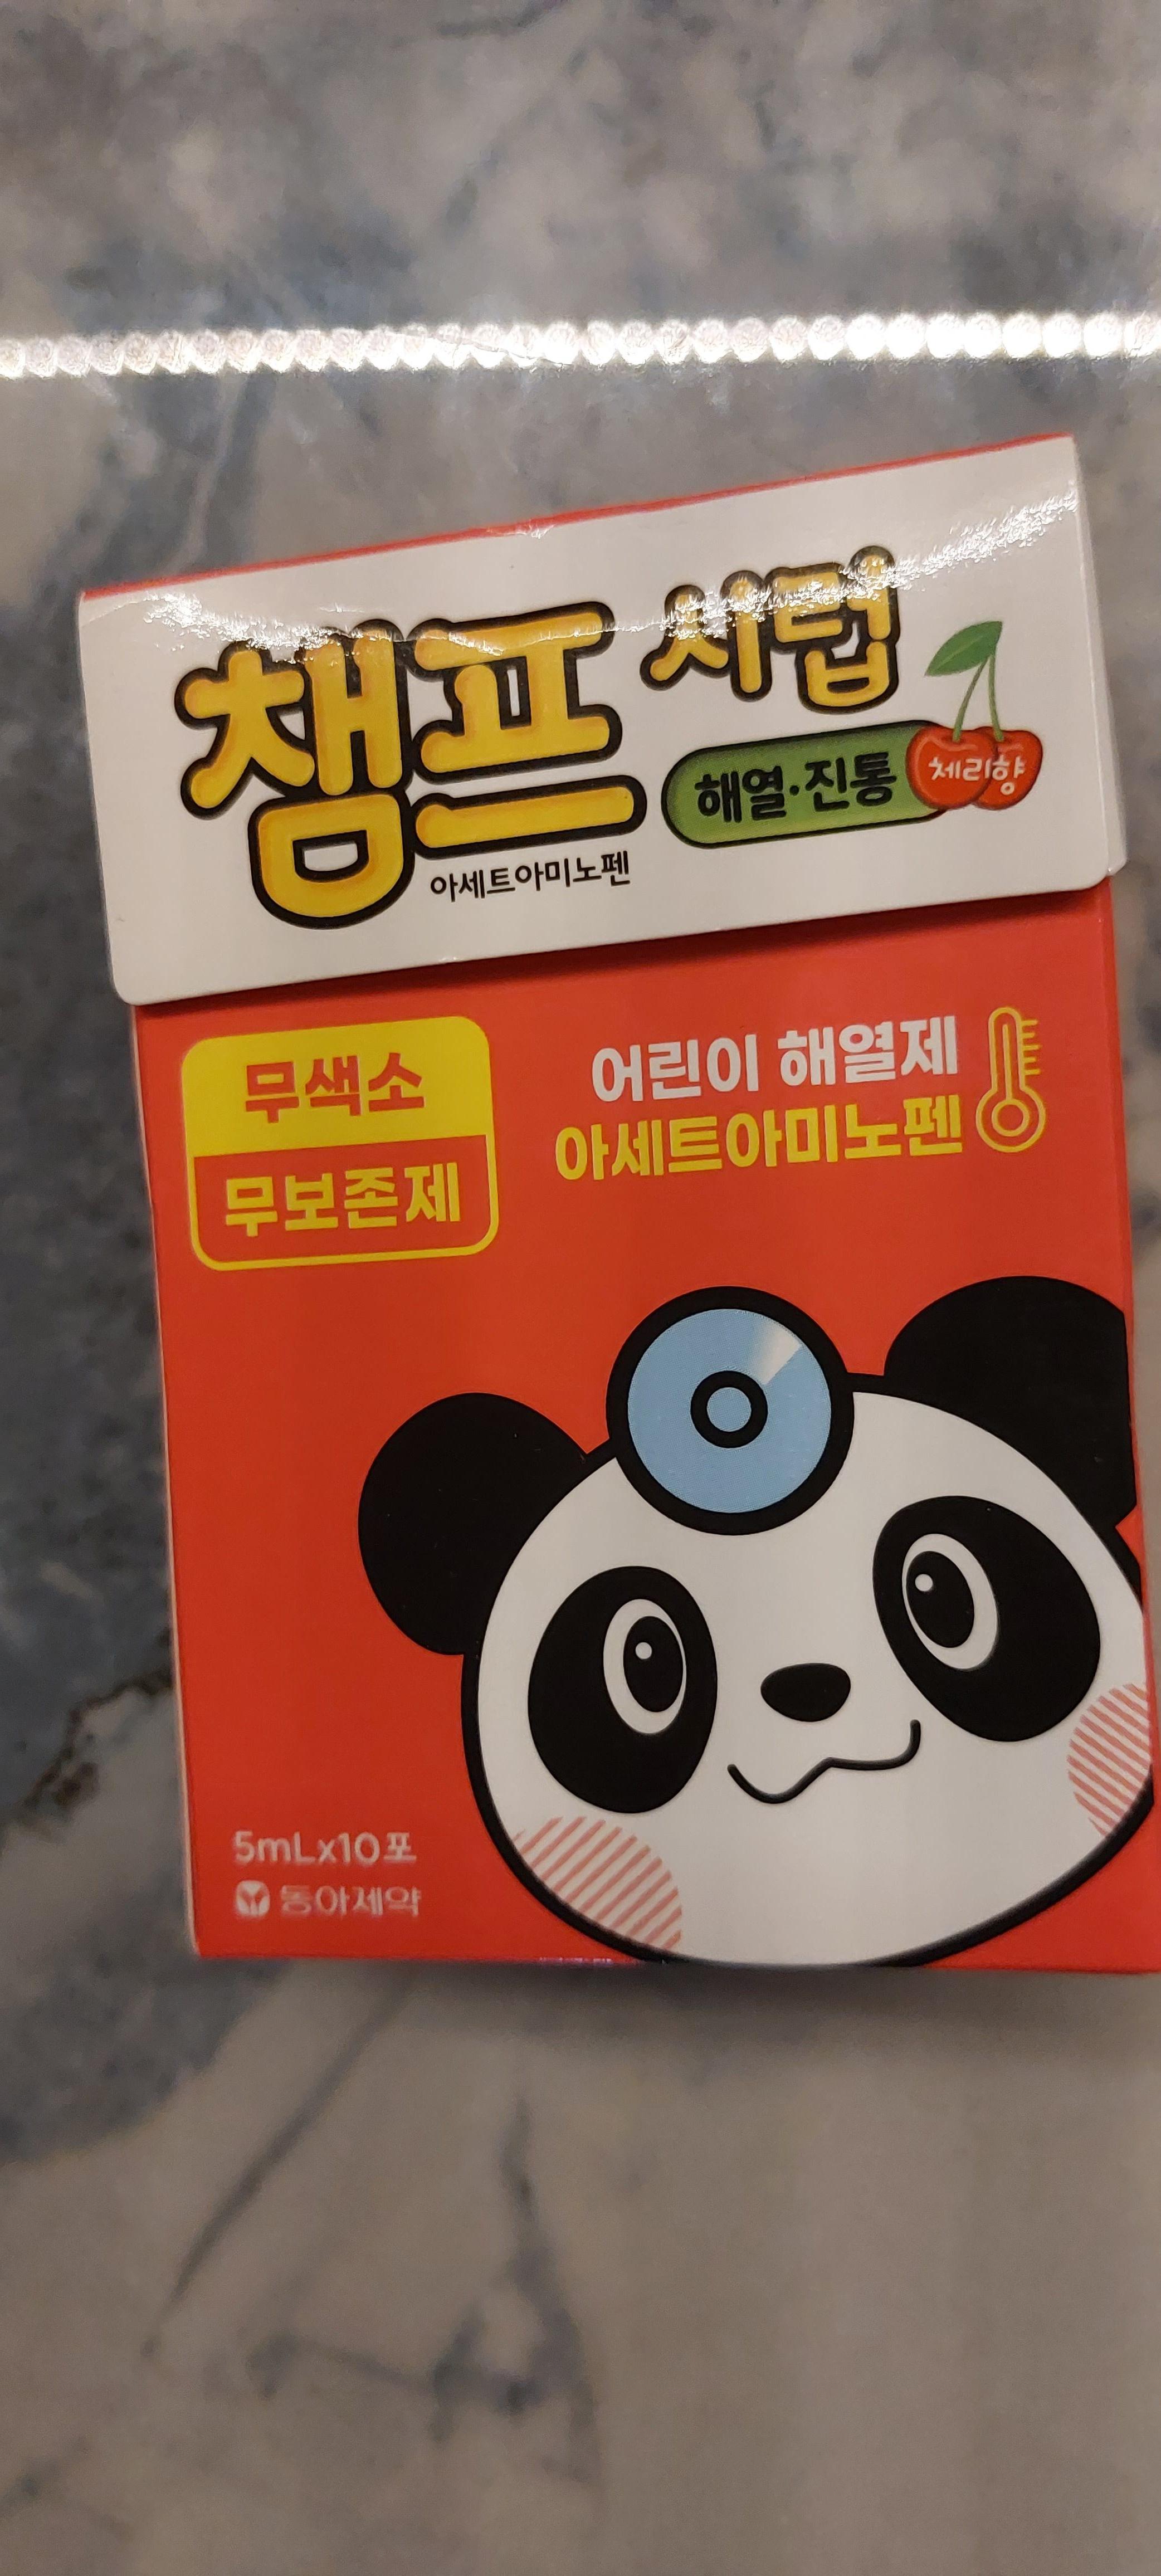 챔프 시럽
해열·진통 체리향
아세트아미노펜
무색소
무보존제
어린이 해열제
아세트아미노펜
5mLx10포
동아제약